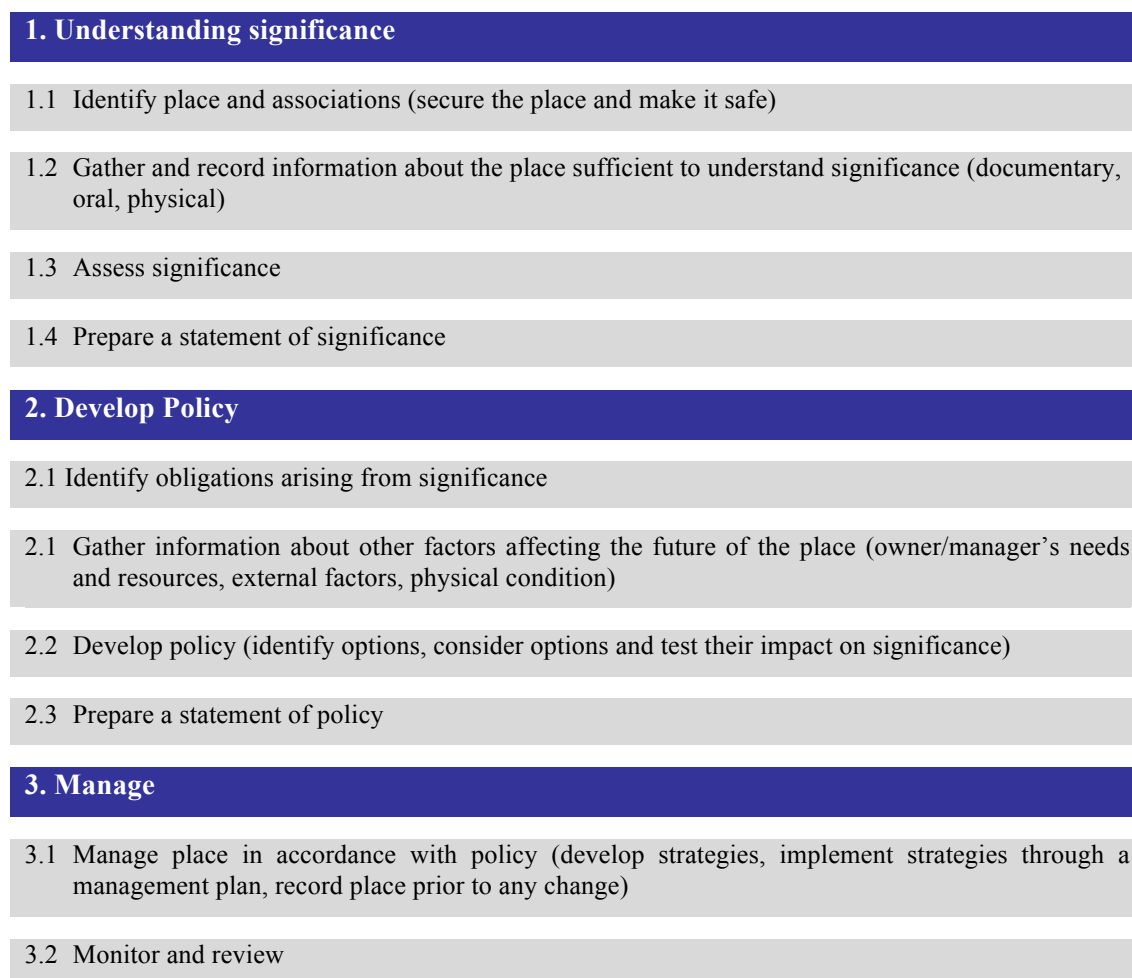 1. Understanding significance
1.1 Identify place and associations (secure the place and make it safe)
1.2 Gather and record information about the place sufficient to understand significance (documentary,
oral, physical)
1.3 Assess significance
1.4 Prepare a statement of significance
2. Develop Policy
2.1 Identify obligations arising from significance
2.1 Gather information about other factors affecting the future of the place (owner/manager’s needs
and resources, external factors, physical condition)
2.2 Develop policy (identify options, consider options and test their impact on significance)
2.3 Prepare a statement of policy
3. Manage
3.1 Manage place in accordance with policy (develop strategies, implement strategies through a
management plan, record place prior to any change)
3.2 Monitor and review